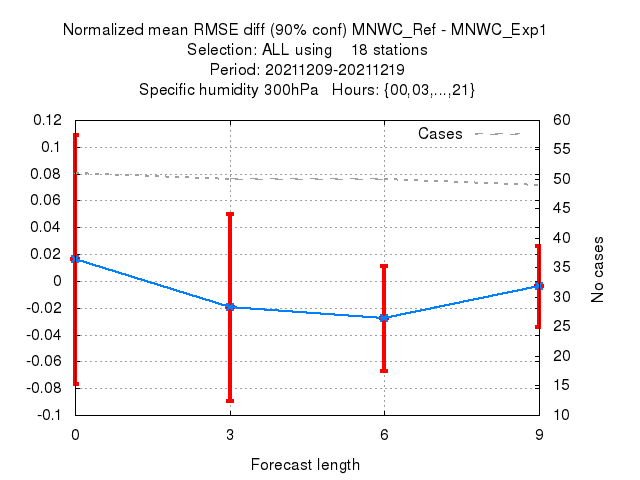 Normalized mean RMSE diff (90% conf) MNWC_Ref - MNWC_Exp1
Selection: ALL using 18 stations
Period: 20211209-20211219
Specific humidity 300hPa Hours: {00,03,...,21}
Cases
0.12
0.1
0.08
0.06
0.04
0.02
0
-0.02
-0.04
-0.06
-0.08
-0.1
60
55
50
45
40
35
30
25
20
15
10
No cases
0 3 6 9
Forecast length